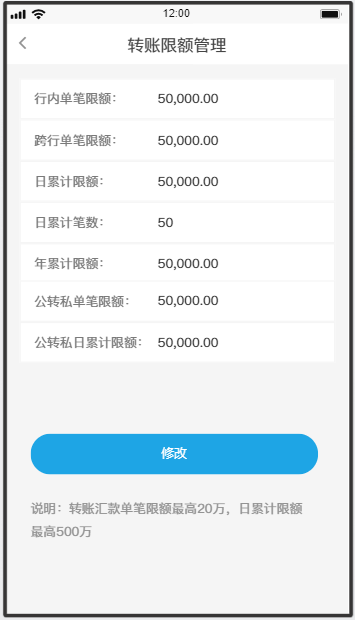 12:00
转账限额管理
行内单笔限额： 50,000.00
跨行单笔限额： 50,000.00
日累计限额： 50,000.00
日累计笔数： 50
年累计限额： 50,000.00
公转私单笔限额： 50,000.00
公转私日累计限额： 50,000.00
修改
说明：转账汇款单笔限额最高20万，日累计限额
最高500万